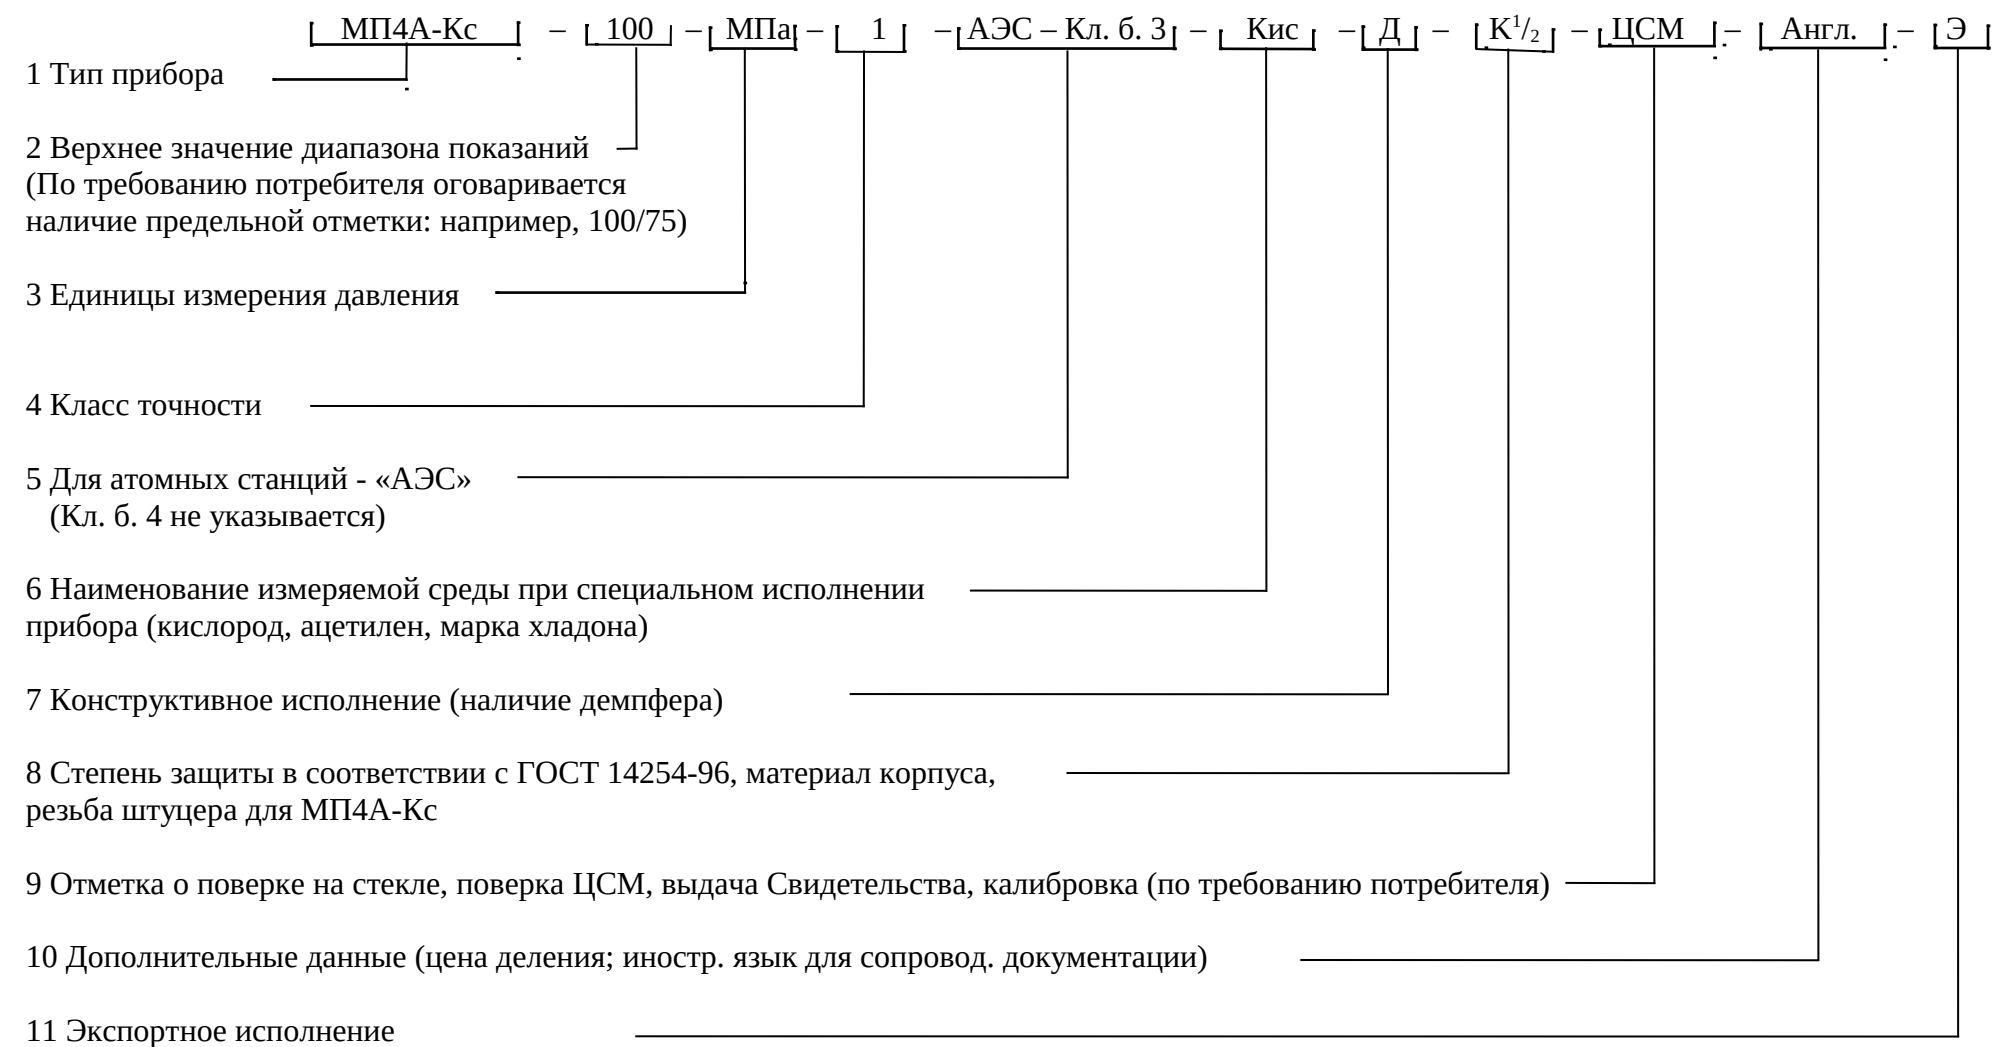 МП4А-Кс – 100 – МПа – 1 – АЭС – Кл. б. 3 – Кис – Д – К¹/₂ – ЦСМ – Англ. – Э
1 Тип прибора
2 Верхнее значение диапазона показаний
(По требованию потребителя оговаривается
наличие предельной отметки: например, 100/75)
3 Единицы измерения давления
4 Класс точности
5 Для атомных станций - «АЭС»
(Кл. б. 4 не указывается)
6 Наименование измеряемой среды при специальном исполнении
прибора (кислород, ацетилен, марка хладона)
7 Конструктивное исполнение (наличие демпфера)
8 Степень защиты в соответствии с ГОСТ 14254-96, материал корпуса,
резьба штуцера для МП4А-Кс
9 Отметка о поверке на стекле, поверка ЦСМ, выдача Свидетельства, калибровка (по требованию потребителя)
10 Дополнительные данные (цена деления; иностр. язык для сопровод. документации)
11 Экспортное исполнение